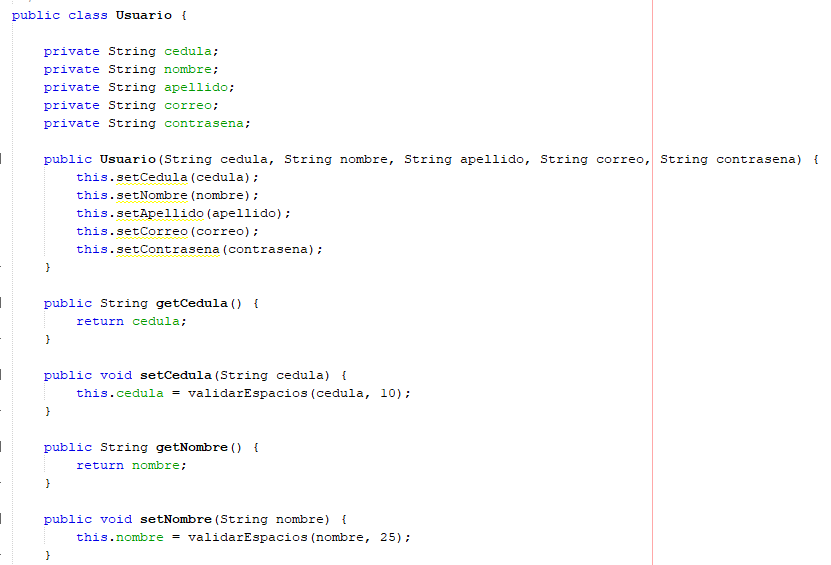 public class Usuario {
private String cedula;
private String nombre;
private String apellido;
private String correo;
private String contrasena;
public Usuario(String cedula, String nombre, String apellido, String correo, String contrasena) {
this.setCedula(cedula);
this.setNombre(nombre);
this.setApellido(apellido);
this.setCorreo(correo);
this.setContrasena(contrasena);
}
public String getCedula() {
return cedula;
}
public void setCedula(String cedula) {
this.cedula = validarEspacios(cedula, 10);
}
public String getNombre() {
return nombre;
}
public void setNombre(String nombre) {
this.nombre = validarEspacios(nombre, 25);
}